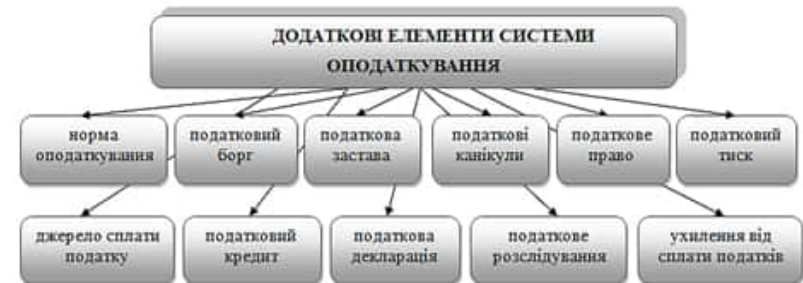 ДОДАТКОВІ ЕЛЕМЕНТИ СИСТЕМИ
ОПОДАТКУВАННЯ
норма
оподаткування
податковий
борг
податкова
застава
податкові
канікули
податкове
право
податковий
тиск
джерело сплати
податку
податковий
кредит
податкова
декларація
податкове
розслідування
ухилення від
сплати податків